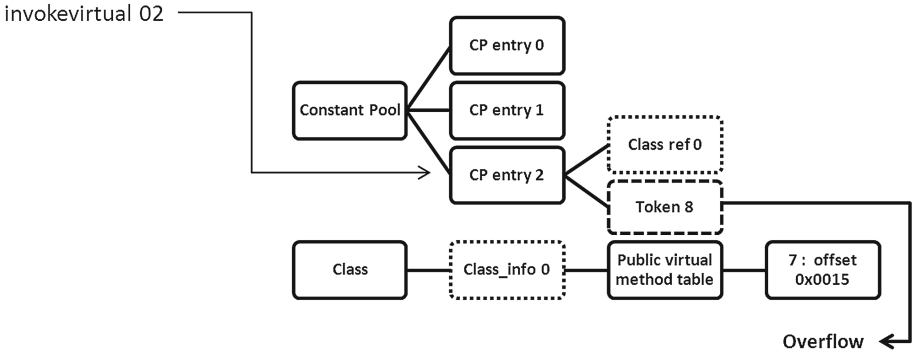 invokevirtual 02
CP entry 0
Constant Pool
CP entry 1
Class ref 0
CP entry 2
Token 8
Class
Class_info 0
Public virtual
method table
7 : offset
0x0015
Overflow